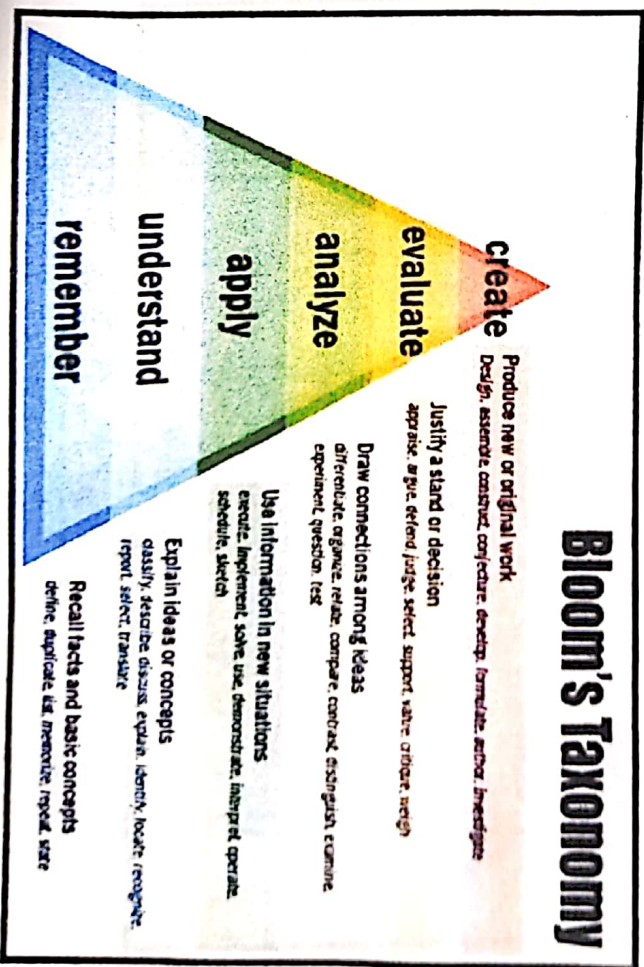 Bloom's Taxonomy
create
Produce new or original work
Design, assemble, construct, conjecture, develop, formulate, author, investigate
evaluate
Justify a stand or decision
appraise, argue, defend, judge, select, support, value, critique, weigh
analyze
Draw connections among ideas
differentiate, organize, relate, compare, contrast, distinguish, examine,
experiment, question, test
apply
Use information in new situations
execute, implement, solve, use, demonstrate, interpret, operate,
schedule, sketch
understand
Explain ideas or concepts
classify, describe, discuss, explain, identify, locate, recognize,
report, select, translate
remember
Recall facts and basic concepts
define, duplicate, list, memorize, repeat, state